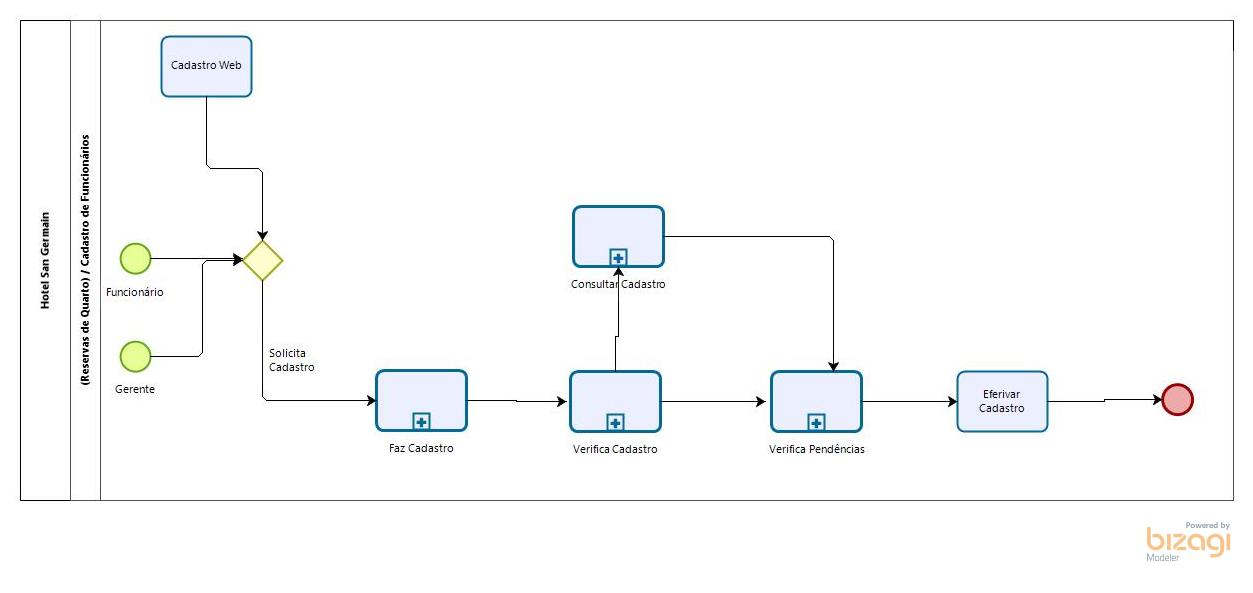 Hotel San Germain
(Reservas de Quarto) / Cadastro de Funcionários
Cadastro Web
Funcionário
Gerente
Solicita
Cadastro
Faz Cadastro
Consultar Cadastro
Verifica Cadastro
Verifica Pendências
Eferivar
Cadastro
Powered by
bizagi
Modeler